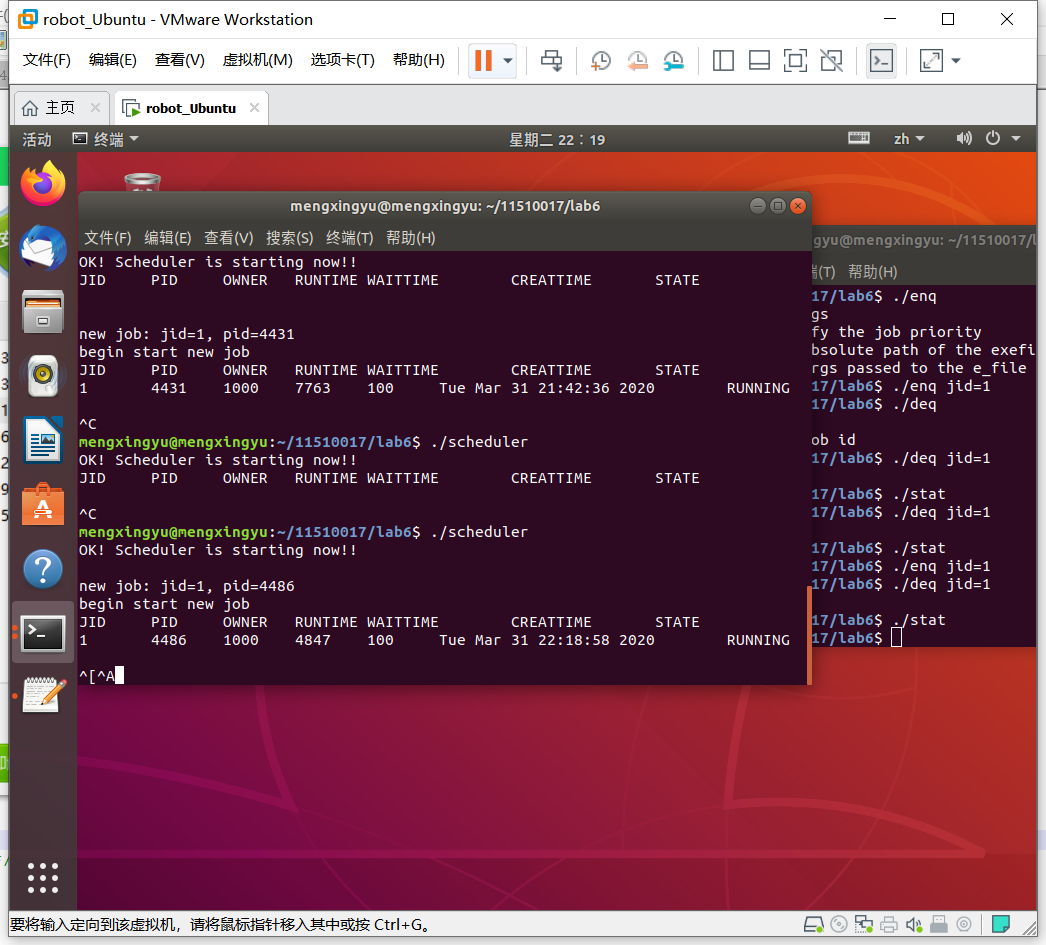 robot_Ubuntu - VMware Workstation
文件(F) 编辑(E) 查看(V) 虚拟机(M) 选项卡(T) 帮助(H)
主页 robot_Ubuntu
活动 终端 星期二 22：19 zh
mengxingyu@mengxingyu: ~/11510017/lab6
文件(F) 编辑(E) 查看(V) 搜索(S) 终端(T) 帮助(H)
OK! Scheduler is starting now!!
JID PID OWNER RUNTIME WAITTIME CREATTIME STATE
new job: jid=1, pid=4431
begin start new job
JID PID OWNER RUNTIME WAITTIME CREATTIME STATE
1 4431 1000 7763 100 Tue Mar 31 21:42:36 2020 RUNNING
^C
mengxingyu@mengxingyu:~/11510017/lab6$ ./scheduler
OK! Scheduler is starting now!!
JID PID OWNER RUNTIME WAITTIME CREATTIME STATE
^C
mengxingyu@mengxingyu:~/11510017/lab6$ ./scheduler
OK! Scheduler is starting now!!
new job: jid=1, pid=4486
begin start new job
JID PID OWNER RUNTIME WAITTIME CREATTIME STATE
1 4486 1000 4847 100 Tue Mar 31 22:18:58 2020 RUNNING
^[^A
gyu@mengxingyu: ~/11510017/l
(T) 帮助(H)
17/lab6$ ./enq
gs
fy the job priority
bsolute path of the exefi
rgs passed to the e_file
17/lab6$ ./enq jid=1
17/lab6$ ./deq
ob id
17/lab6$ ./deq jid=1
17/lab6$ ./stat
17/lab6$ ./deq jid=1
17/lab6$ ./stat
17/lab6$ ./enq jid=1
17/lab6$ ./deq jid=1
17/lab6$ ./stat
17/lab6$
要将输入定向到该虚拟机，请将鼠标指针移入其中或按 Ctrl+G。